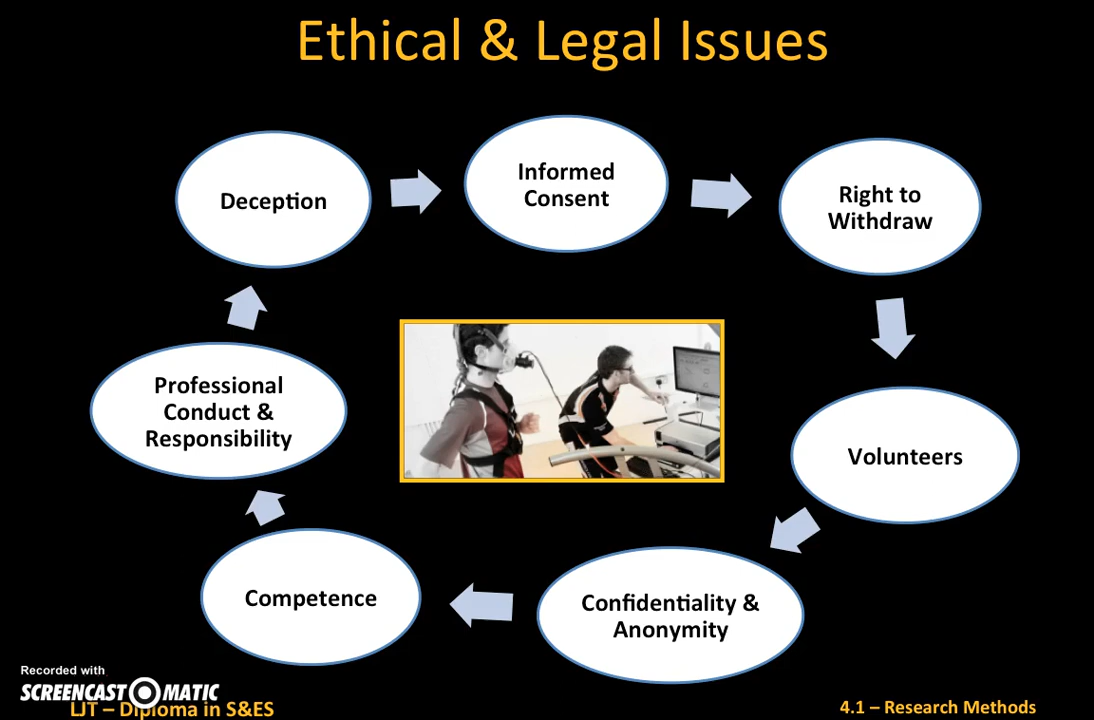 Ethical & Legal Issues
Deception
Informed
Consent
Right to
Withdraw
Volunteers
Confidentiality &
Anonymity
Competence
Professional
Conduct &
Responsibility
Recorded with
SCREENCAST-O-MATIC
LJT – Diploma in S&ES
4.1 – Research Methods